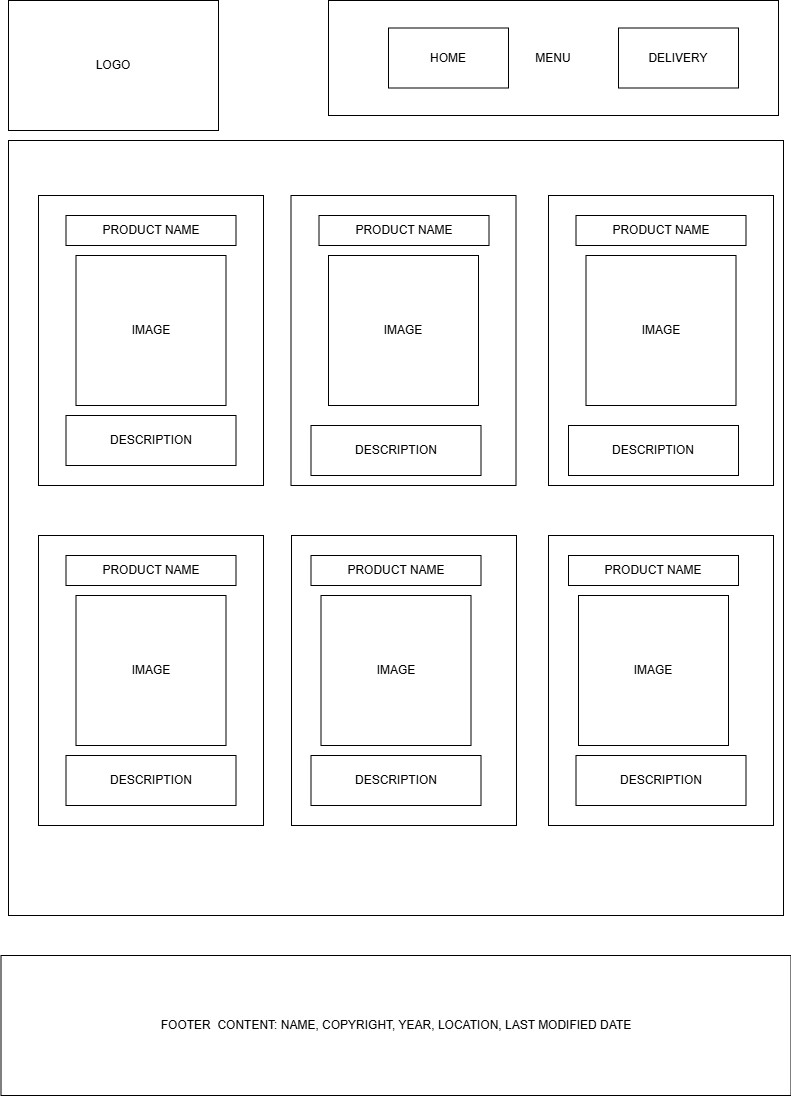 LOGO
HOME
MENU
DELIVERY
PRODUCT NAME
PRODUCT NAME
PRODUCT NAME
IMAGE
IMAGE
IMAGE
DESCRIPTION
DESCRIPTION
DESCRIPTION
PRODUCT NAME
PRODUCT NAME
PRODUCT NAME
IMAGE
IMAGE
IMAGE
DESCRIPTION
DESCRIPTION
DESCRIPTION
FOOTER  CONTENT: NAME, COPYRIGHT, YEAR, LOCATION, LAST MODIFIED DATE